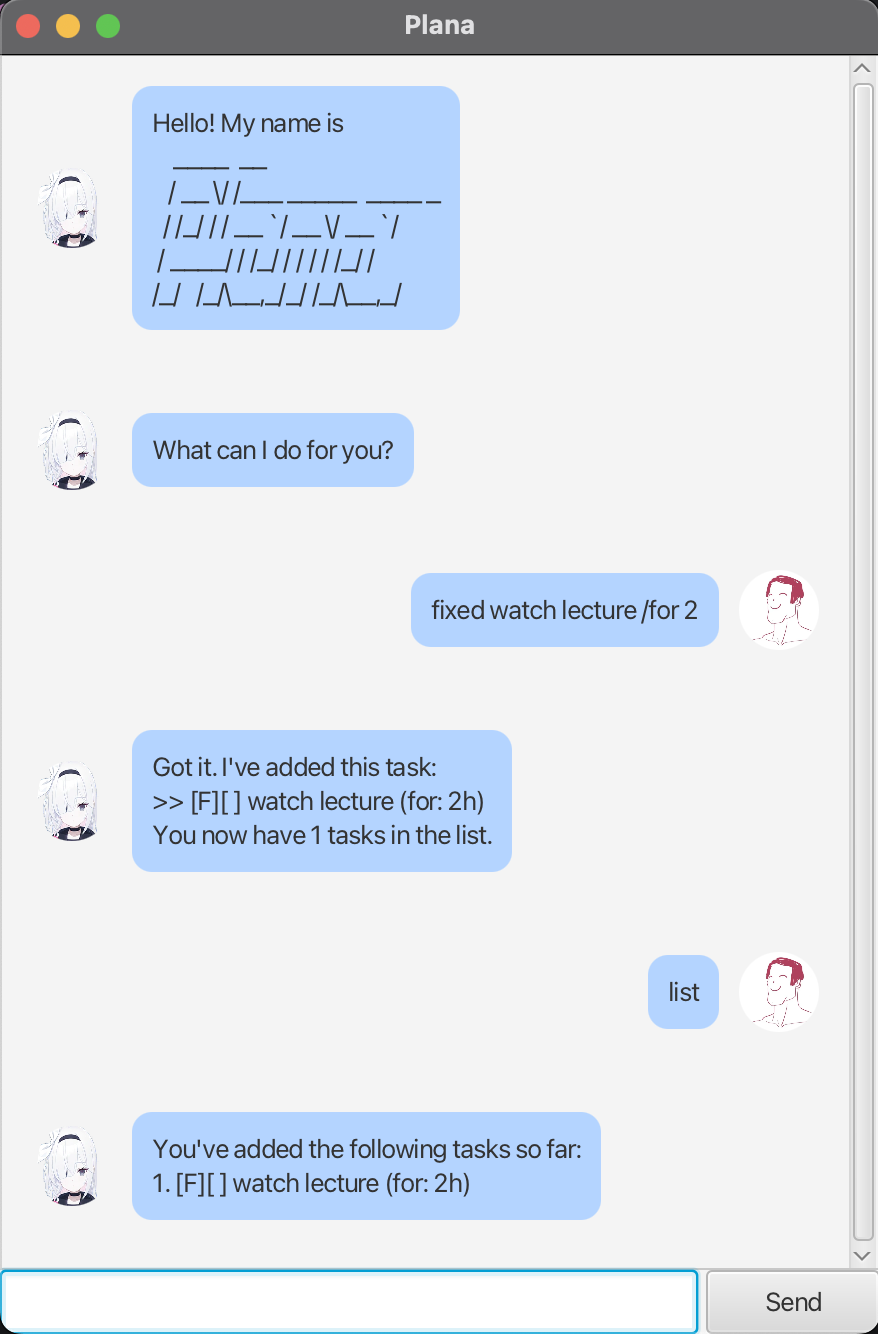 Plana
Hello! My name is
    ____  __
   / __ \/ /___ _____  ____ _
  / /_/ / / __ `/ __ \/ __ `/
 / ____/ / /_/ / / / / /_/ /
/_/   /_/\__,_/_/ /_/\__,_/
What can I do for you?
fixed watch lecture /for 2
Got it. I've added this task:
>> [F][ ] watch lecture (for: 2h)
You now have 1 tasks in the list.
list
You've added the following tasks so far:
1. [F][ ] watch lecture (for: 2h)
Send